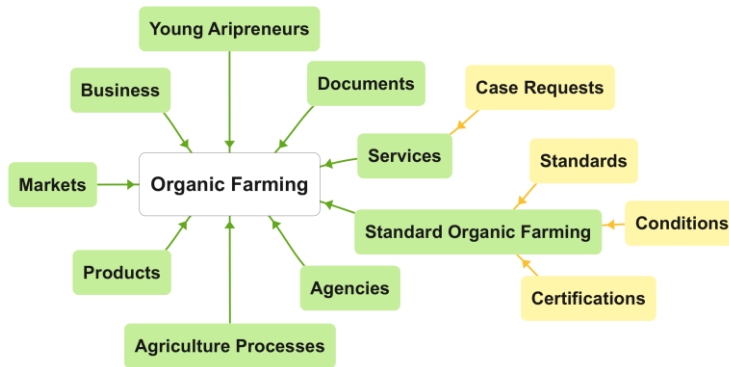 Young Aripreneurs
Business
Documents
Case Requests
Services
Standards
Markets
Organic Farming
Standard Organic Farming
Conditions
Products
Agencies
Certifications
Agriculture Processes